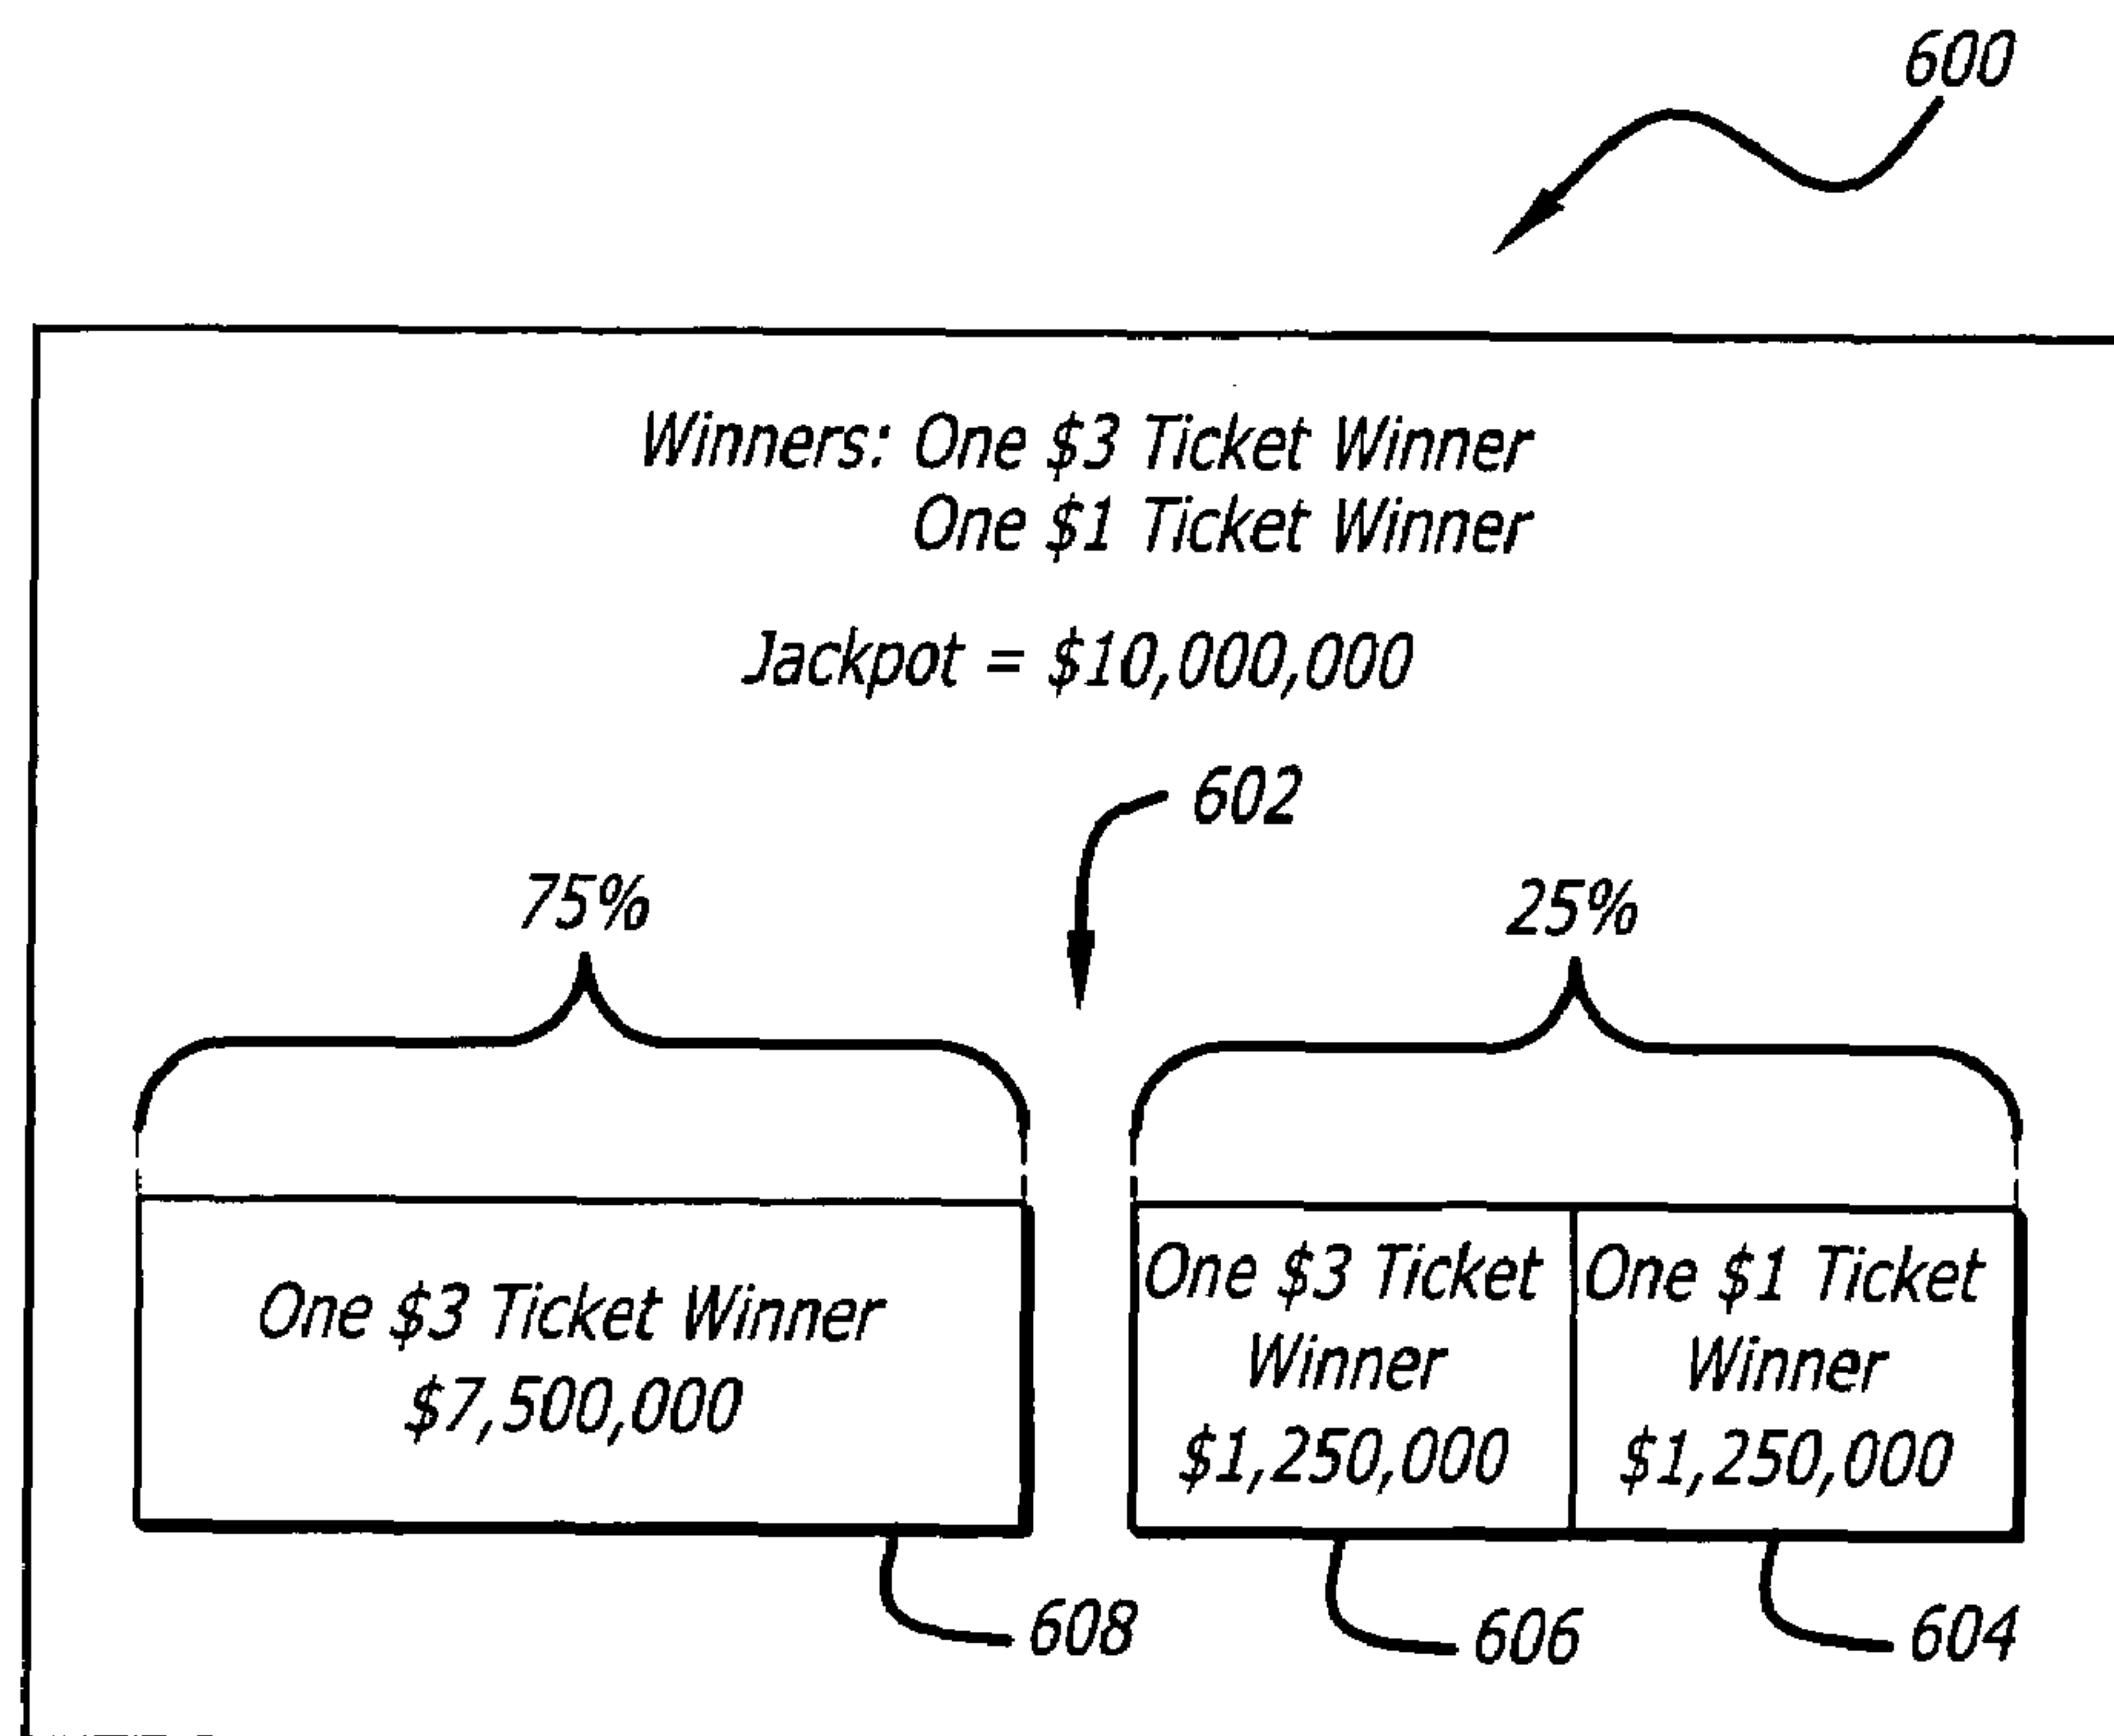 600
Winners: One $3 Ticket Winner
One $1 Ticket Winner
Jackpot = $10,000,000
602
75%
25%
One $3 Ticket Winner
$7,500,000
One $3 Ticket
Winner
$1,250,000
One $1 Ticket
Winner
$1,250,000
608
606
604